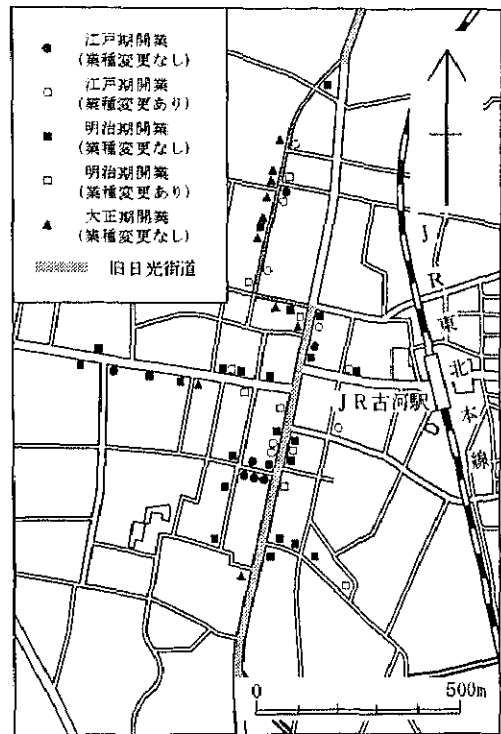 江戸期開業
(業種変更なし)
江戸期開業
(業種変更あり)
明治期開業
(業種変更なし)
明治期開業
(業種変更あり)
大正期開業
(業種変更なし)
旧日光街道
JR東北本線
JR古河駅
0 500m